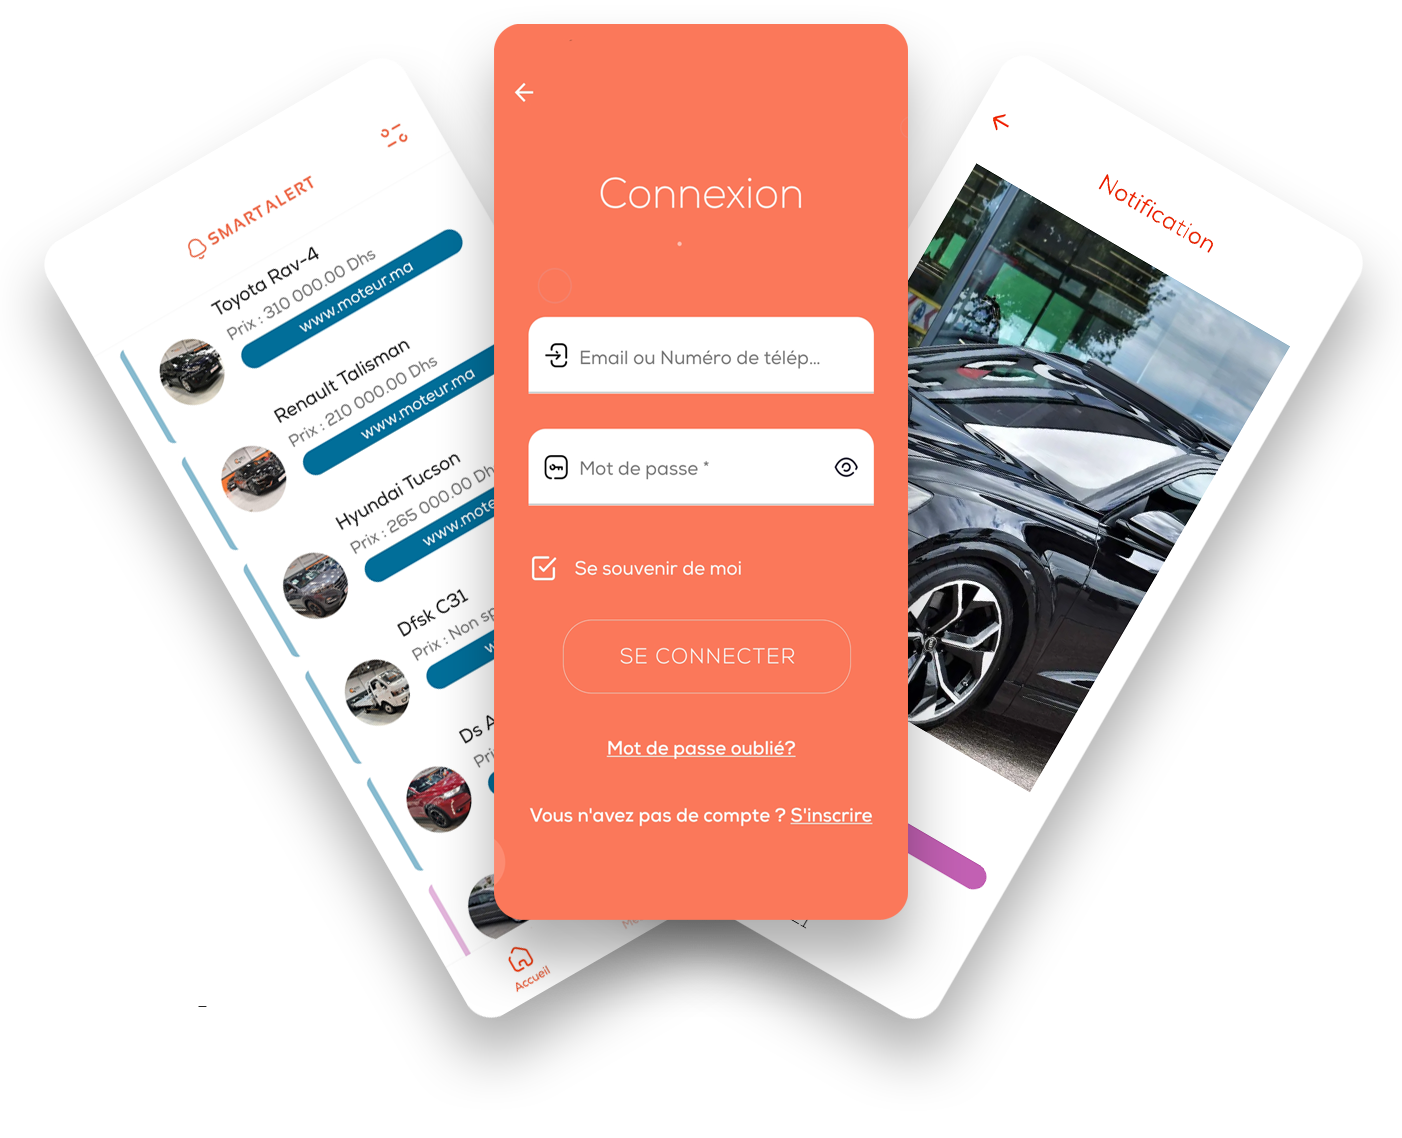 SMARTALERT
Toyota Rav-4
Prix : 310 000.00 Dhs
www.moteur.ma
Renault Talisman
Prix : 210 000.00 Dhs
www.moteur.ma
Hyundai Tucson
Prix : 265 000.00 Dh
www.mote
Dfsk C31
Prix : Non sp
Ds A
Pri
Accueil
Connexion
Email ou Numéro de télép...
Mot de passe *
Se souvenir de moi
SE CONNECTER
Mot de passe oublié?
Vous n'avez pas de compte ? S'inscrire
Notification